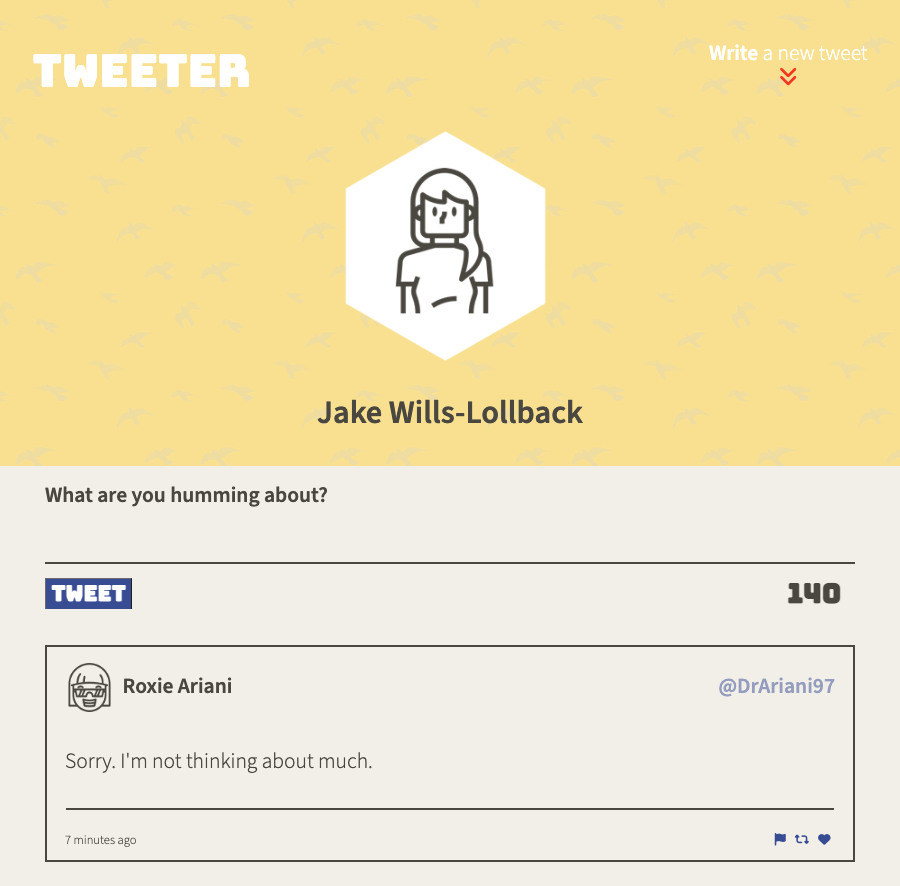 TWEETER
Write a new tweet
Jake Wills-Lollback
What are you humming about?
TWEET
140
Roxie Ariani
@DrAriani97
Sorry. I'm not thinking about much.
7 minutes ago